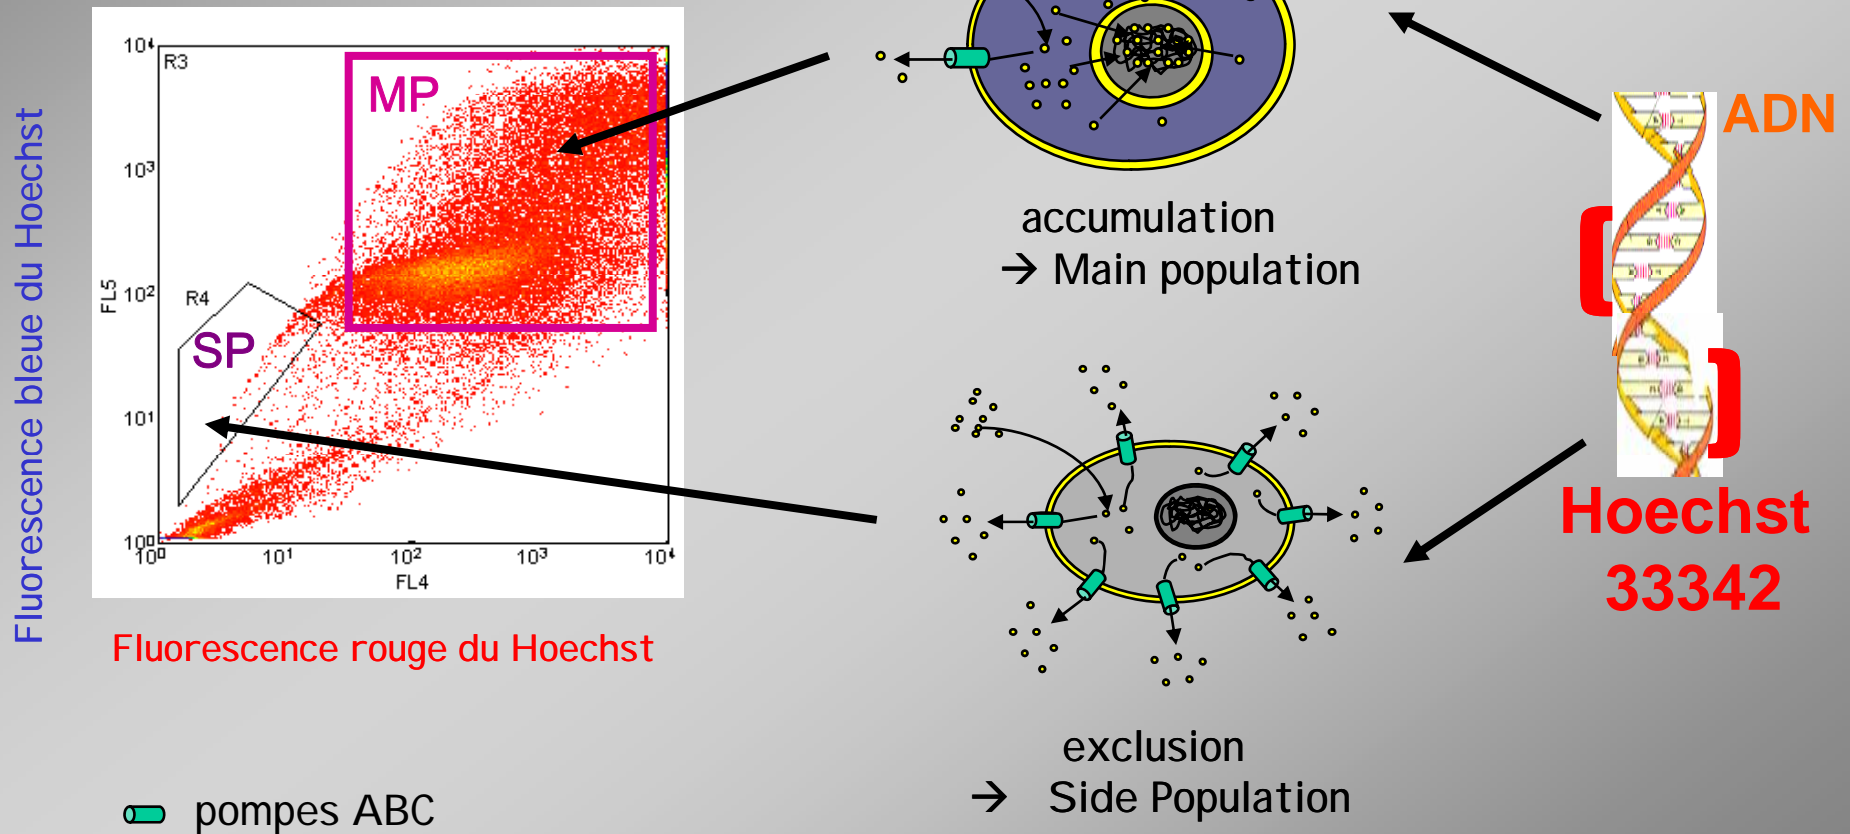 Fluorescence bleue du Hoechst
R3
MP
R4
SP
FL5
10⁴
10³
10²
10¹
10⁰
10⁰
10¹
10²
10³
10⁴
FL4
Fluorescence rouge du Hoechst
pompes ABC
accumulation
→ Main population
exclusion
→ Side Population
ADN
Hoechst
33342